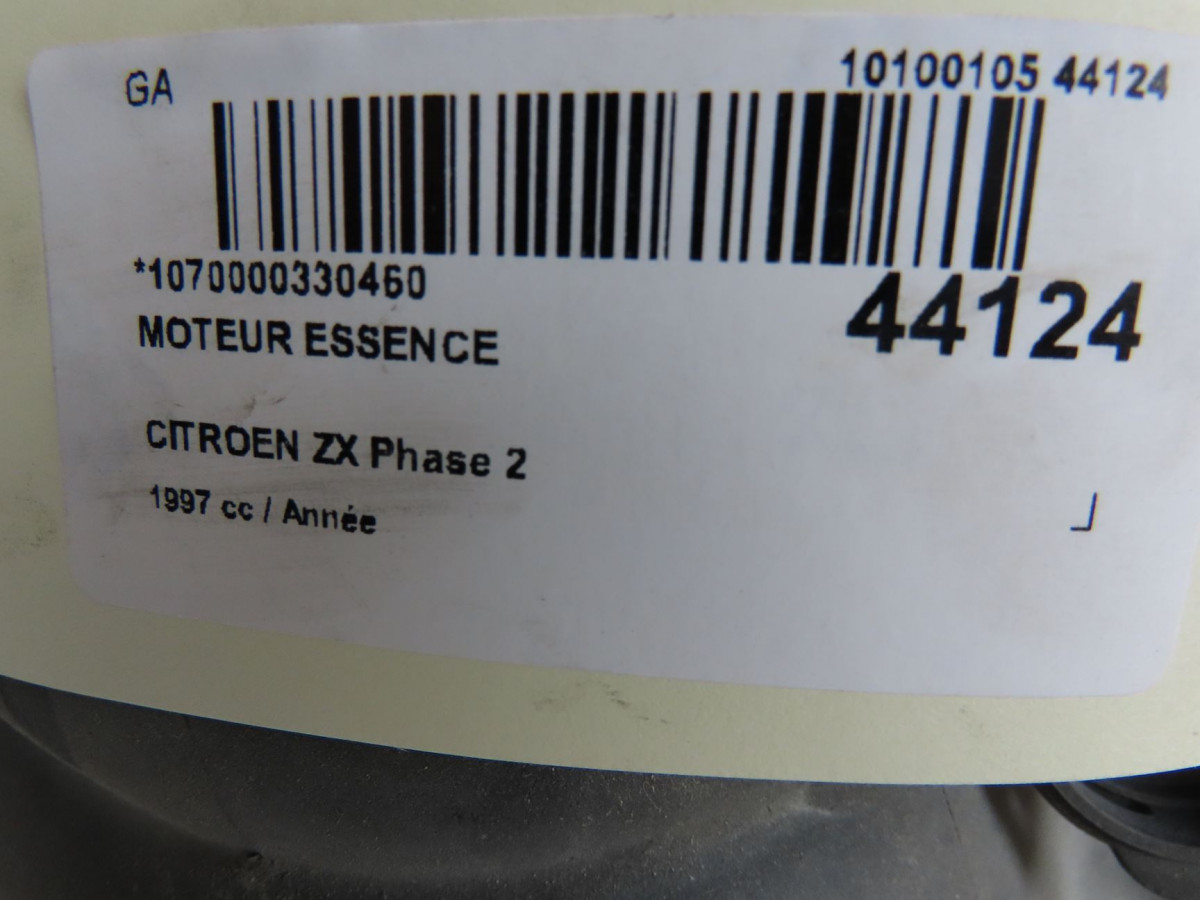 GA
10100105 44124
*1070000330460
44124
MOTEUR ESSENCE
CITROEN ZX Phase 2
1997 cc / Année